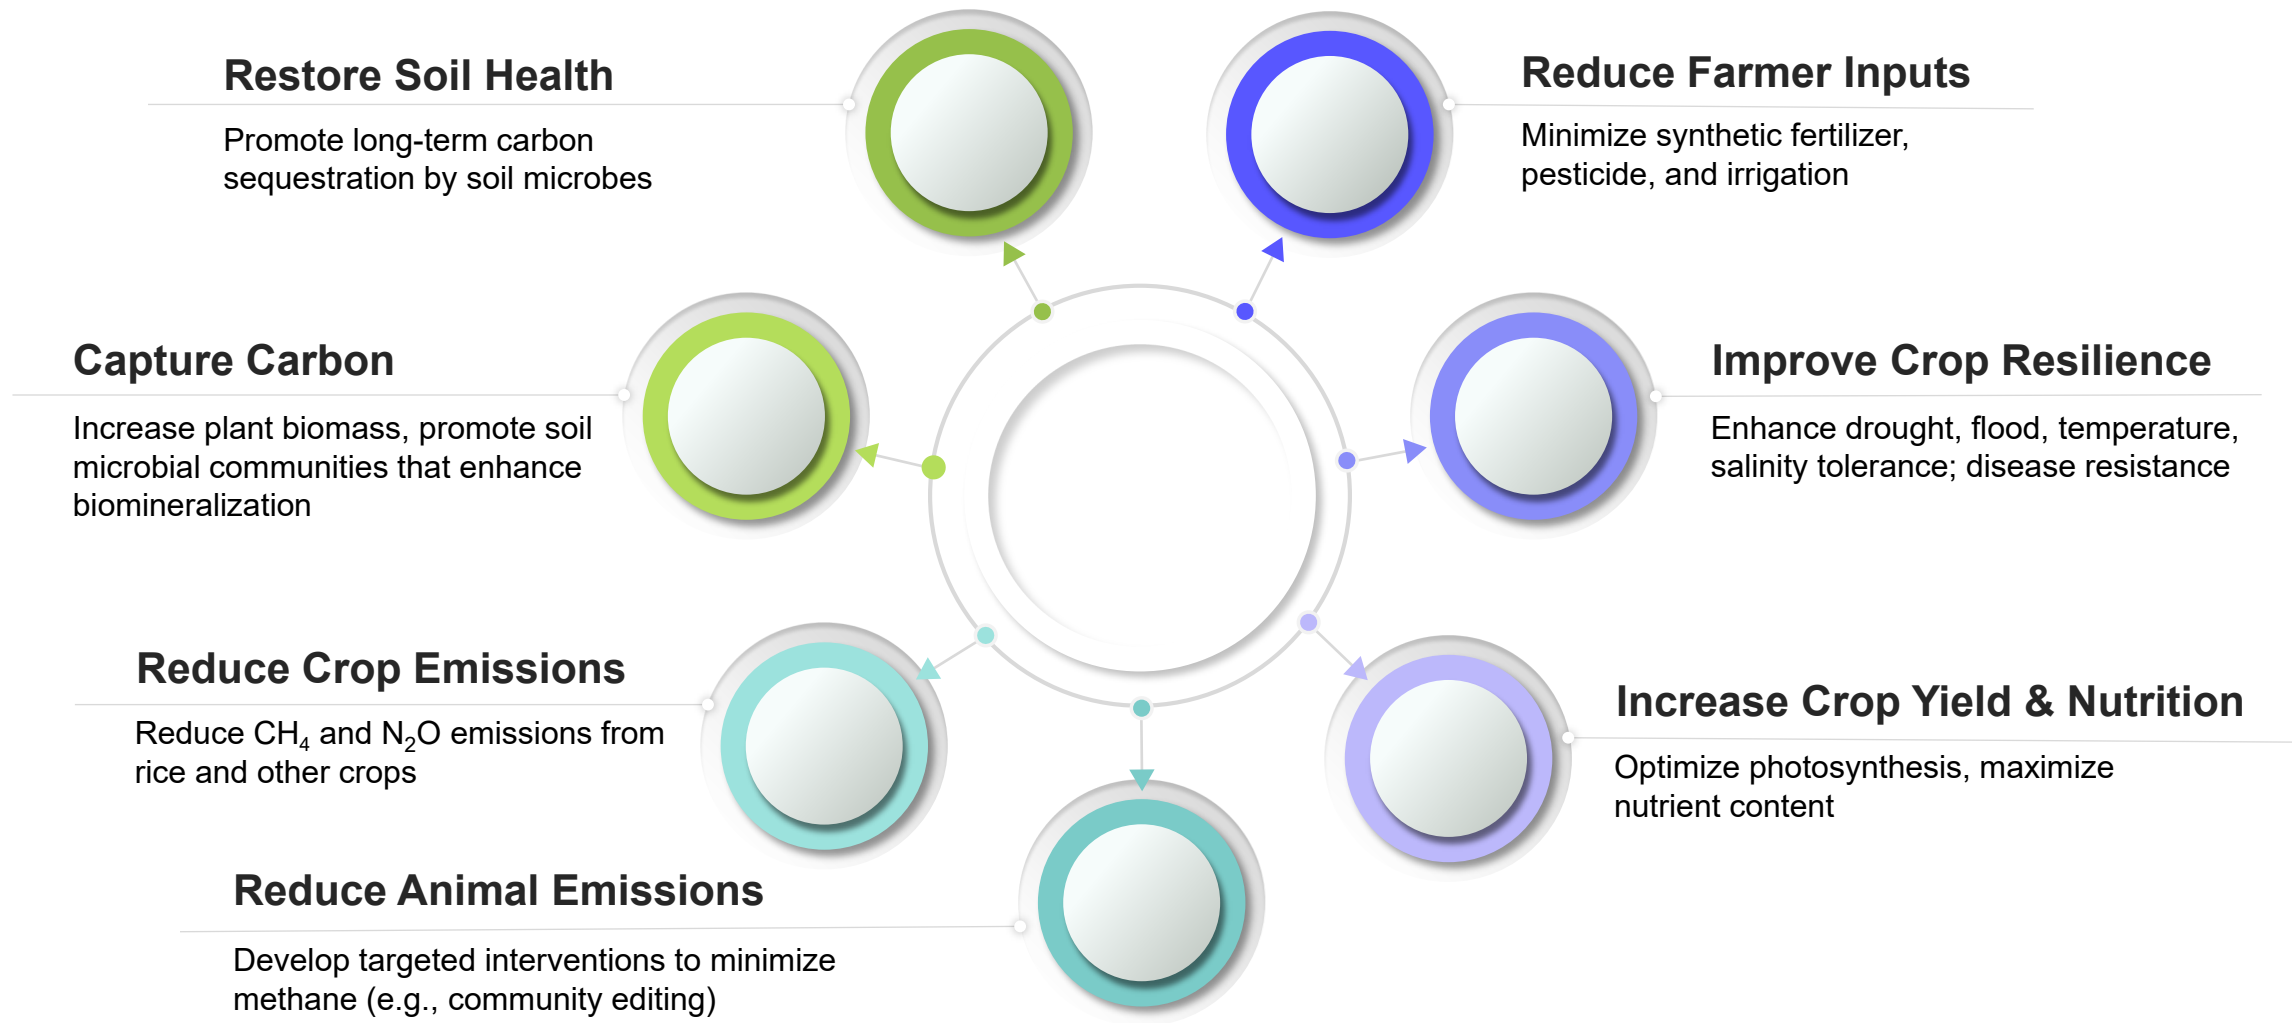 Restore Soil Health
Promote long-term carbon
sequestration by soil microbes
Reduce Farmer Inputs
Minimize synthetic fertilizer,
pesticide, and irrigation
Capture Carbon
Increase plant biomass, promote soil
microbial communities that enhance
biomineralization
Improve Crop Resilience
Enhance drought, flood, temperature,
salinity tolerance; disease resistance
Reduce Crop Emissions
Reduce CH₄ and N₂O emissions from
rice and other crops
Increase Crop Yield & Nutrition
Optimize photosynthesis, maximize
nutrient content
Reduce Animal Emissions
Develop targeted interventions to minimize
methane (e.g., community editing)